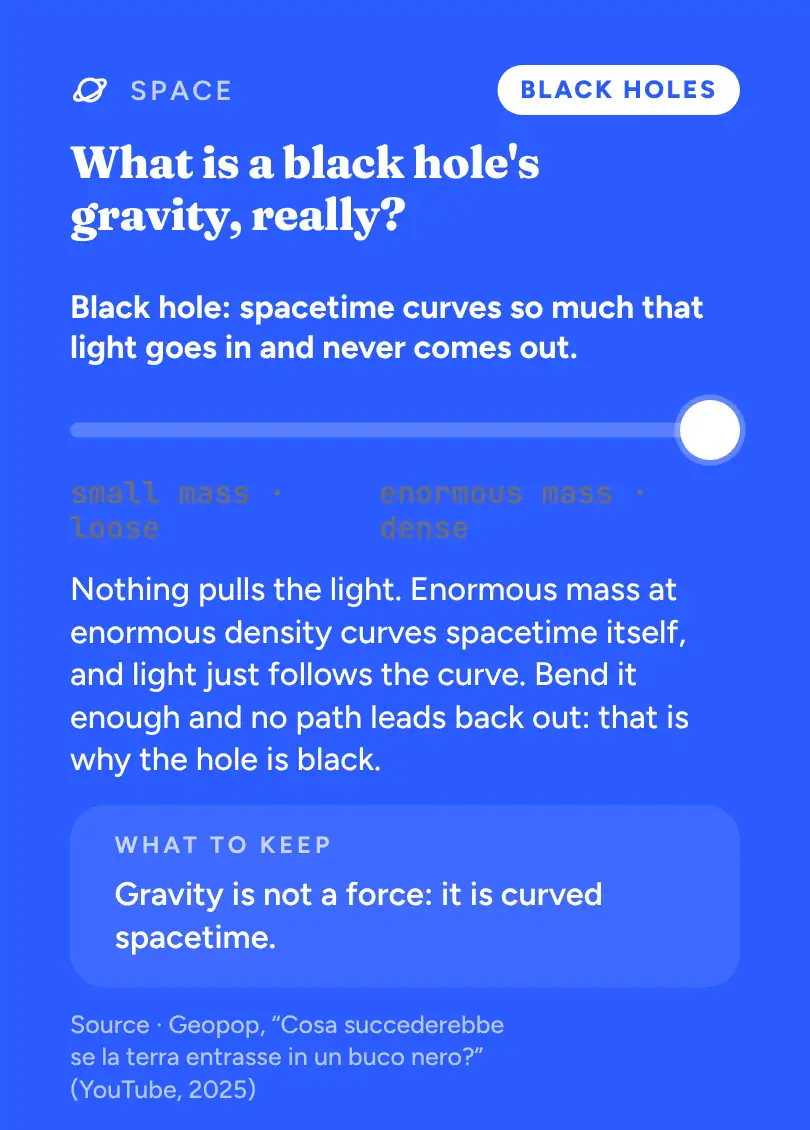 SPACE
BLACK HOLES
What is a black hole's
gravity, really?
Black hole: spacetime curves so much that
light goes in and never comes out.
small mass ·
loose
enormous mass ·
dense
Nothing pulls the light. Enormous mass at
enormous density curves spacetime itself,
and light just follows the curve. Bend it
enough and no path leads back out: that is
why the hole is black.
WHAT TO KEEP
Gravity is not a force: it is curved
spacetime.
Source · Geopop, “Cosa succederebbe
se la terra entrasse in un buco nero?”
(YouTube, 2025)